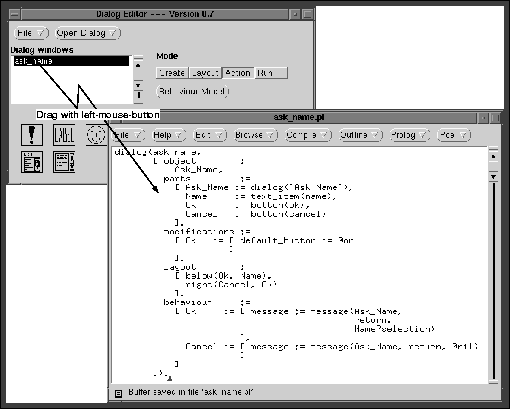 Dialog Editor --- Version 0.7
File Open Dialog
Dialog windows
ask_name
Mode
Create Layout Action Run
Behaviour Model
Drag with left-mouse-button
ask_name.pl
File Help Edit Browse Compile Outline Prolog Pce
dialog(ask_name,
[ object :=
Ask_Name,
parts :=
[ Ask_Name := dialog('Ask Name'),
Name := text_item(name),
Ok := button(ok),
Cancel := button(cancel)
],
modifications :=
[ Ok := [ default_button := @on
]
],
layout :=
[ below(Ok, Name),
right(Cancel, Ok)
],
behaviour :=
[ Ok := [ message := message(Ask_Name,
return,
Name?selection)
],
Cancel := [ message := message(Ask_Name, return, @nil)
]
]
]).
Buffer saved in file 'ask_name.pl'